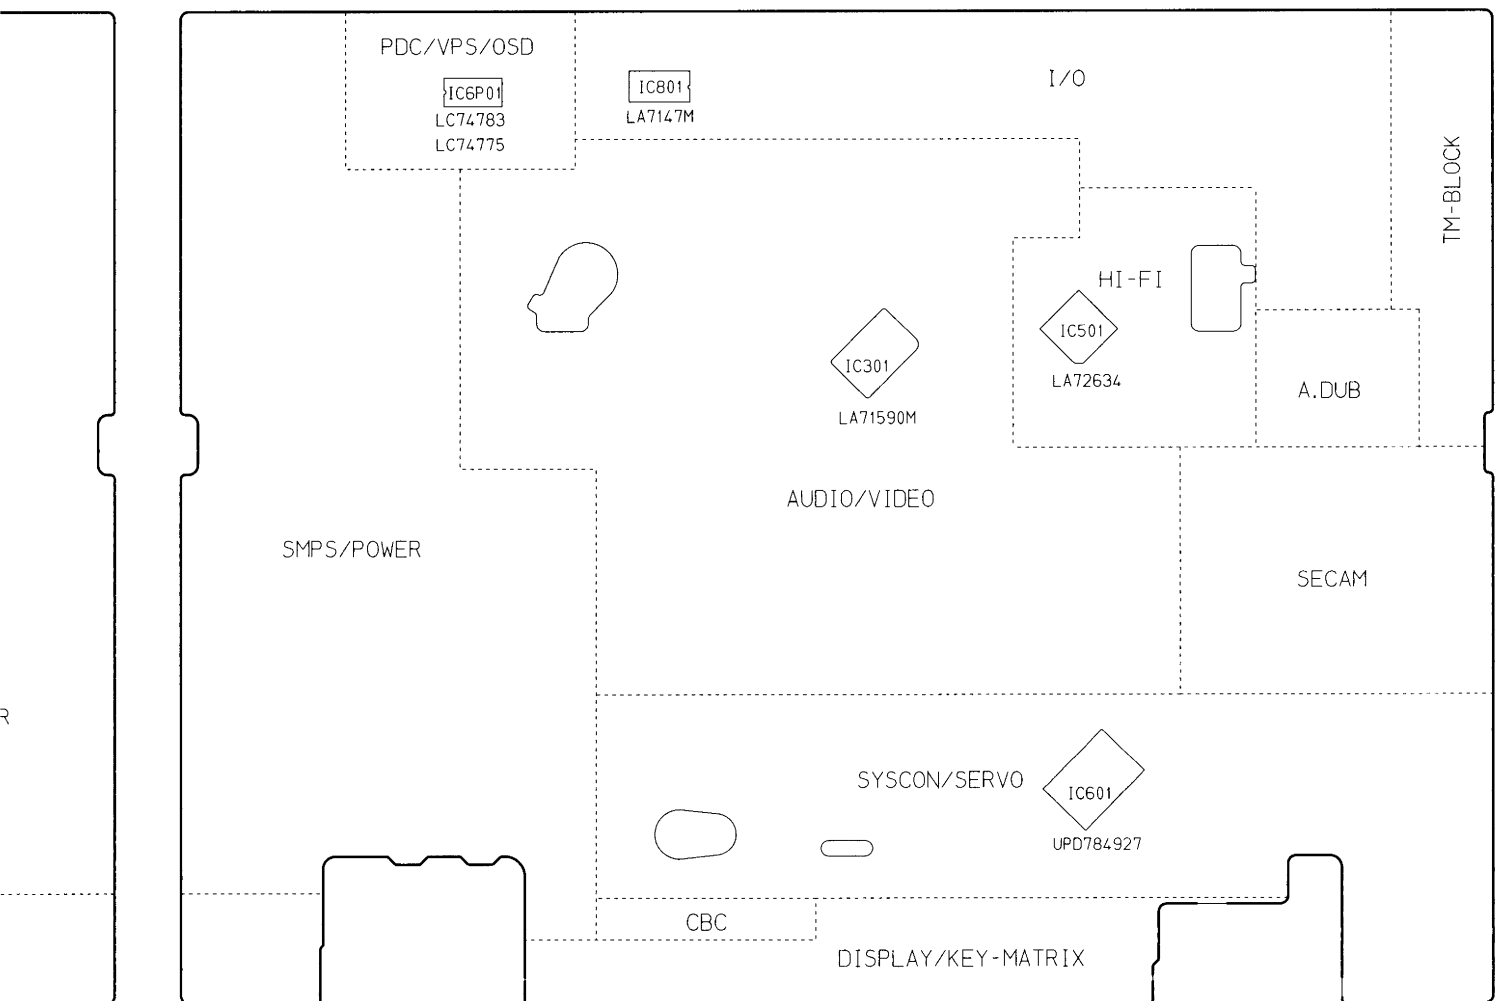 PDC/VPS/OSD
IC6P01
LC74783
LC74775
IC801
LA7147M
I/O
TM-BLOCK
HI-FI
IC501
LA72634
IC301
LA71590M
A.DUB
AUDIO/VIDEO
SMPS/POWER
SECAM
R
SYSCON/SERVO
IC601
UPD784927
CBC
DISPLAY/KEY-MATRIX